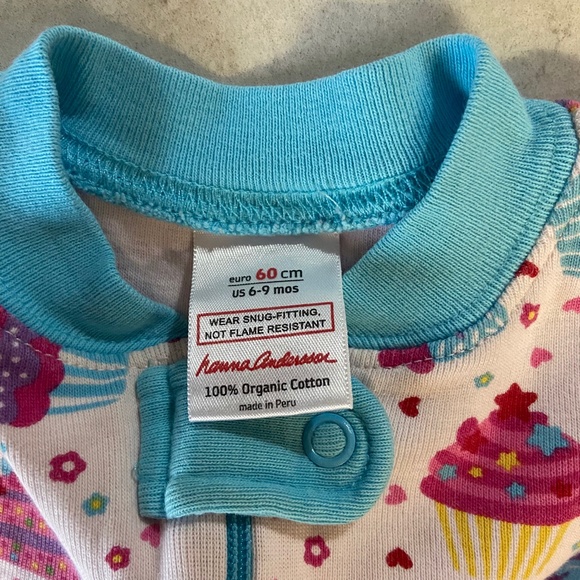 euro 60 cm
US 6-9 mos
WEAR SNUG-FITTING,
NOT FLAME RESISTANT
hanna andersson
100% Organic Cotton
made in Peru